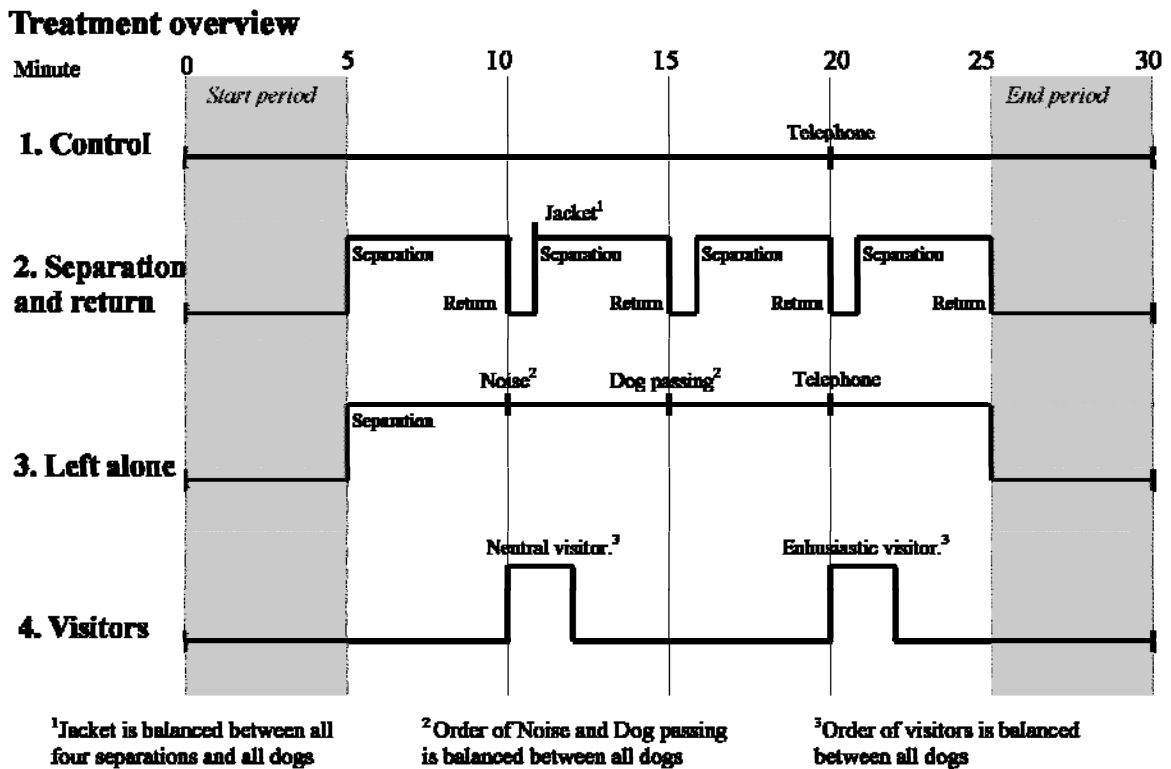 Treatment overview
Minute 0 5 10 15 20 25 30
Start period End period
1. Control
Telephone
Jacket¹
2. Separation
and return
Separation Separation Separation Separation
Return Return Return Return
Noise² Dog passing² Telephone
Separation
3. Left alone
Neutral visitor.³ Enhusiastic visitor.³
4. Visitors
¹Jacket is balanced between all
four separations and all dogs
²Order of Noise and Dog passing
is balanced between all dogs
³Order of visitors is balanced
between all dogs